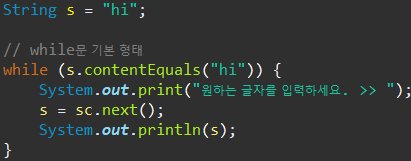 String s = "hi";
// while문 기본 형태
while (s.contentEquals("hi")) {
System.out.print("원하는 글자를 입력하세요. >> ");
s = sc.next();
System.out.println(s);
}